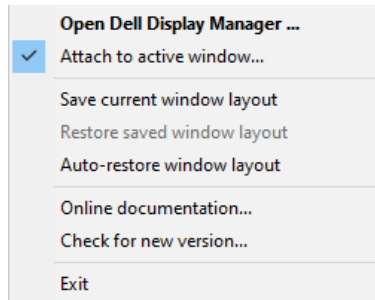 Open Dell Display Manager ...
Attach to active window...
Save current window layout
Restore saved window layout
Auto-restore window layout
Online documentation...
Check for new version...
Exit